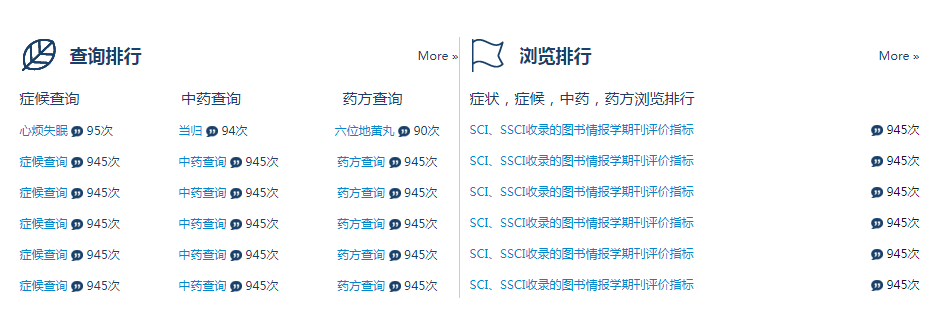 查询排行 More »
症候查询 中药查询 药方查询
心烦失眠 95次 当归 94次 六位地黄丸 90次
症候查询 945次 中药查询 945次 药方查询 945次
症候查询 945次 中药查询 945次 药方查询 945次
症候查询 945次 中药查询 945次 药方查询 945次
症候查询 945次 中药查询 945次 药方查询 945次
症候查询 945次 中药查询 945次 药方查询 945次
浏览排行 More »
症状，症候，中药，药方浏览排行
SCI、SSCI收录的图书情报学期刊评价指标 945次
SCI、SSCI收录的图书情报学期刊评价指标 945次
SCI、SSCI收录的图书情报学期刊评价指标 945次
SCI、SSCI收录的图书情报学期刊评价指标 945次
SCI、SSCI收录的图书情报学期刊评价指标 945次
SCI、SSCI收录的图书情报学期刊评价指标 945次